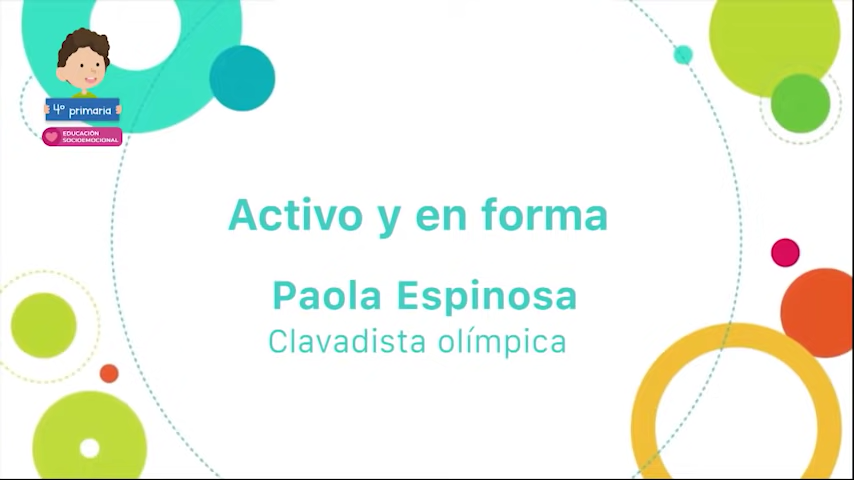 4° primaria
EDUCACIÓN
SOCIOEMOCIONAL
Activo y en forma
Paola Espinosa
Clavadista olímpica